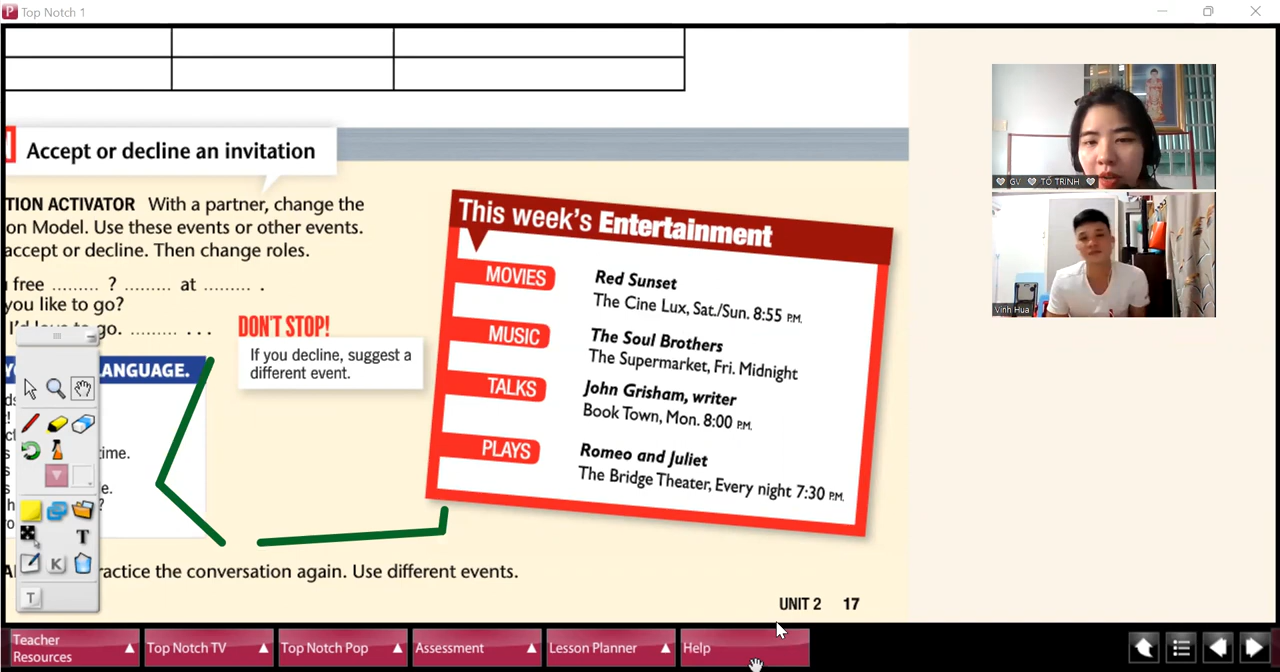 Top Notch 1
Accept or decline an invitation
TION ACTIVATOR With a partner, change the
on Model. Use these events or other events.
accept or decline. Then change roles.
free ......... ? ......... at ......... .
you like to go?
I'd love to go. ......... . . .
DON'T STOP!
If you decline, suggest a
different event.
ANGUAGE.
time.
e.
?
ractice the conversation again. Use different events.
This week's Entertainment
MOVIES
Red Sunset
The Cine Lux, Sat./Sun. 8:55 P.M.
MUSIC
The Soul Brothers
The Supermarket, Fri. Midnight
TALKS
John Grisham, writer
Book Town, Mon. 8:00 P.M.
PLAYS
Romeo and Juliet
The Bridge Theater, Every night 7:30 P.M.
UNIT 2 17
GV TỐ TRINH
Vinh Hua
T
K
T
Teacher
Resources
Top Notch TV
Top Notch Pop
Assessment
Lesson Planner
Help